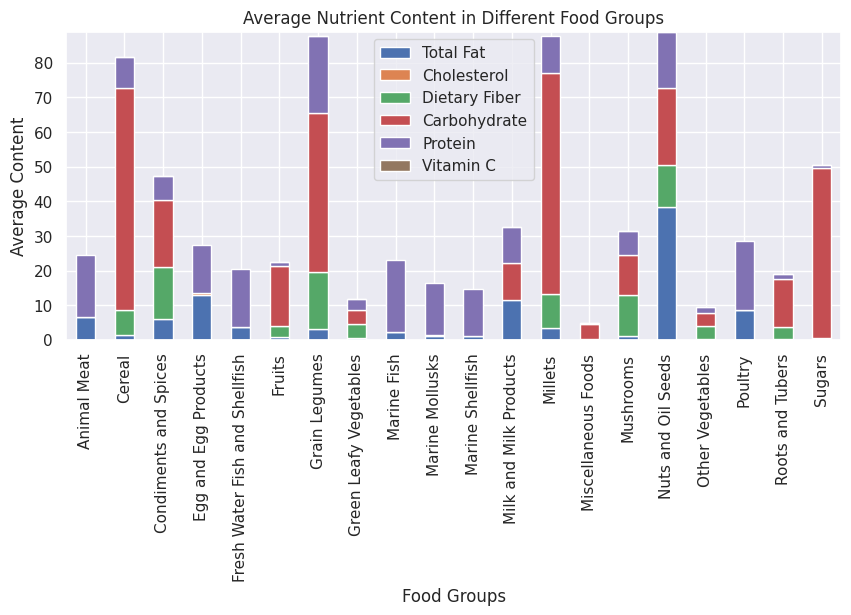 Average Nutrient Content in Different Food Groups
Total Fat
Cholesterol
Dietary Fiber
Carbohydrate
Protein
Vitamin C
Average Content
80
70
60
50
40
30
20
10
0
Animal Meat
Cereal
Condiments and Spices
Egg and Egg Products
Fresh Water Fish and Shellfish
Fruits
Grain Legumes
Green Leafy Vegetables
Marine Fish
Marine Mollusks
Marine Shellfish
Milk and Milk Products
Millets
Miscellaneous Foods
Mushrooms
Nuts and Oil Seeds
Other Vegetables
Poultry
Roots and Tubers
Sugars
Food Groups